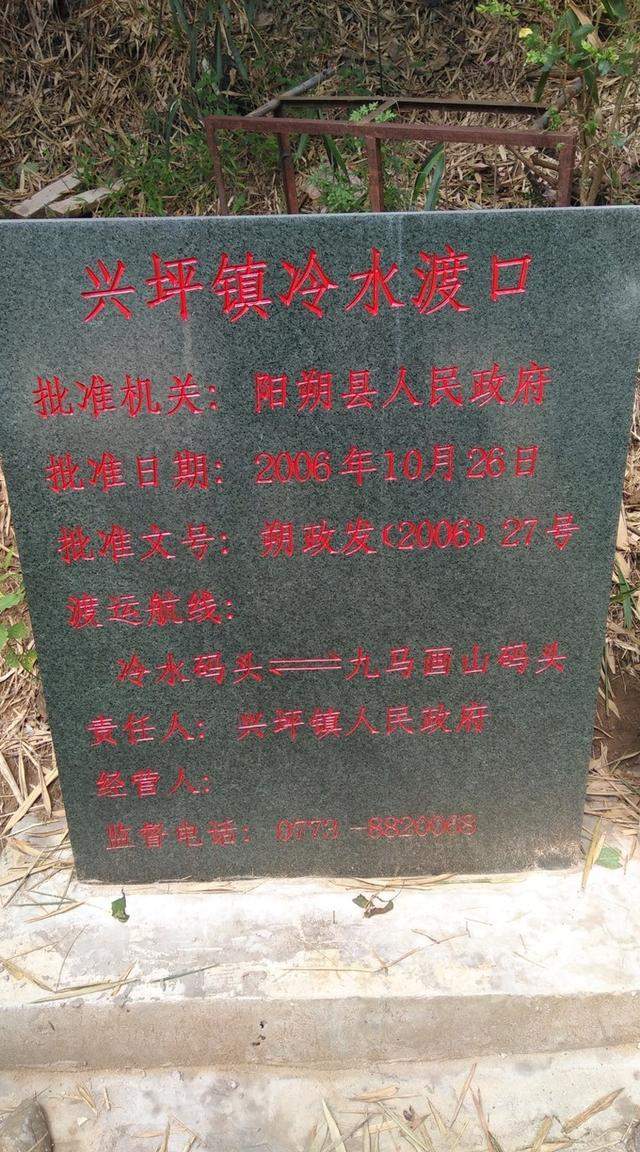 兴坪镇冷水渡口
批准机关：阳朔县人民政府
批准日期：2006年10月26日
批准文号：朔政发（2006）27号
渡运航线：
冷水码头⇌九马画山码头
责任人：兴坪镇人民政府
经营人：
监督电话：0773-8820068